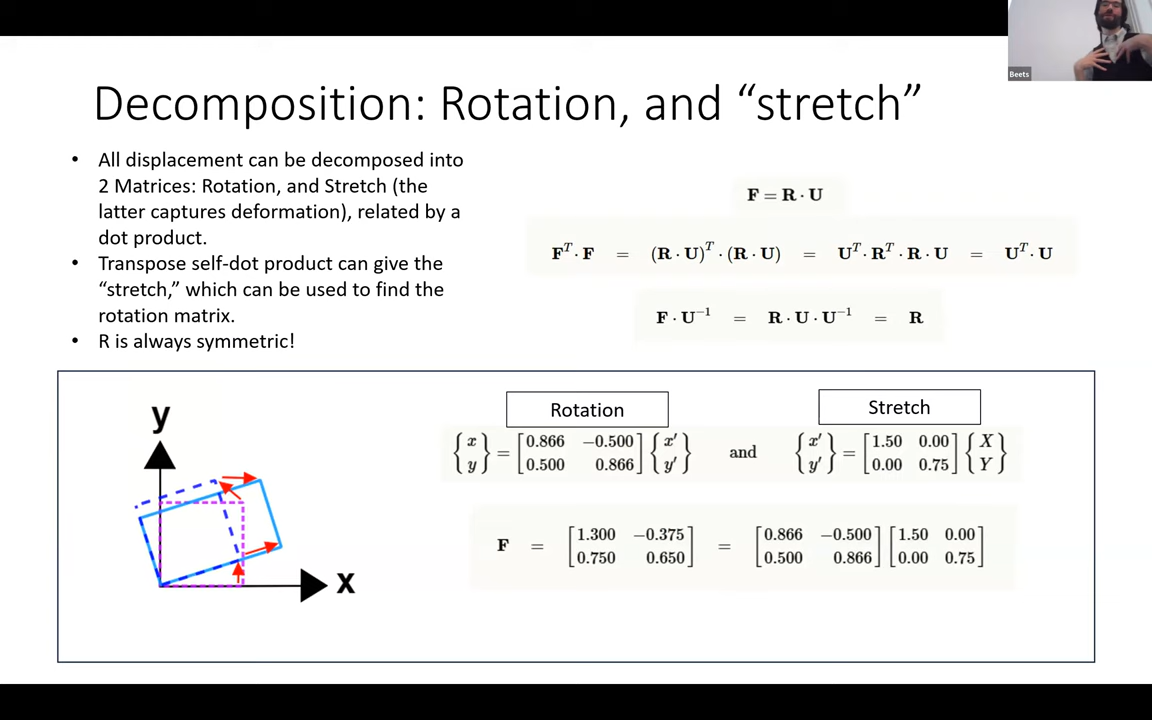 Beets
Decomposition: Rotation, and “stretch”
• All displacement can be decomposed into
2 Matrices: Rotation, and Stretch (the
latter captures deformation), related by a
dot product.
• Transpose self-dot product can give the
“stretch,” which can be used to find the
rotation matrix.
• R is always symmetric!
F = R · U
F^T · F = (R · U)^T · (R · U) = U^T · R^T · R · U = U^T · U
F · U^−1 = R · U · U^−1 = R
y
x
Rotation
Stretch
{x y} = [0.866 −0.500 0.500 0.866] {x′ y′} and {x′ y′} = [1.50 0.00 0.00 0.75] {X Y}
F = [1.300 −0.375 0.750 0.650] = [0.866 −0.500 0.500 0.866] [1.50 0.00 0.00 0.75]